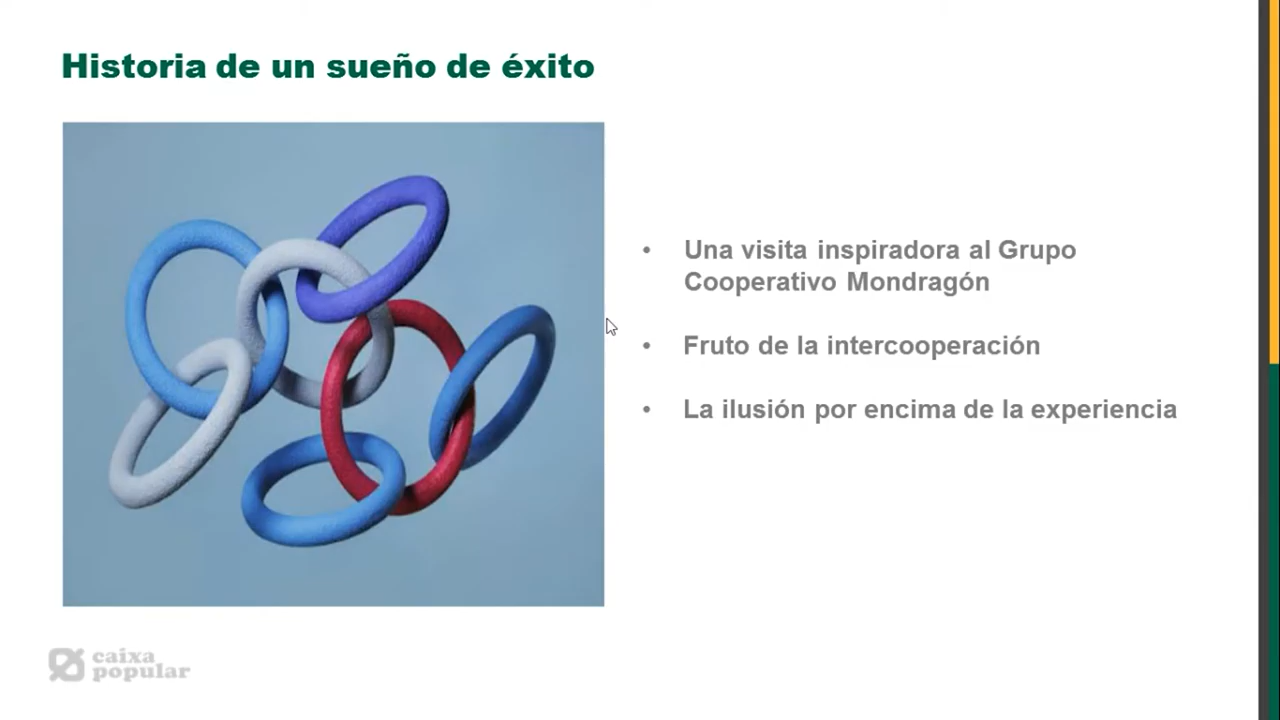 Historia de un sueño de éxito
• Una visita inspiradora al Grupo
Cooperativo Mondragón
• Fruto de la intercooperación
• La ilusión por encima de la experiencia
caixa
popular